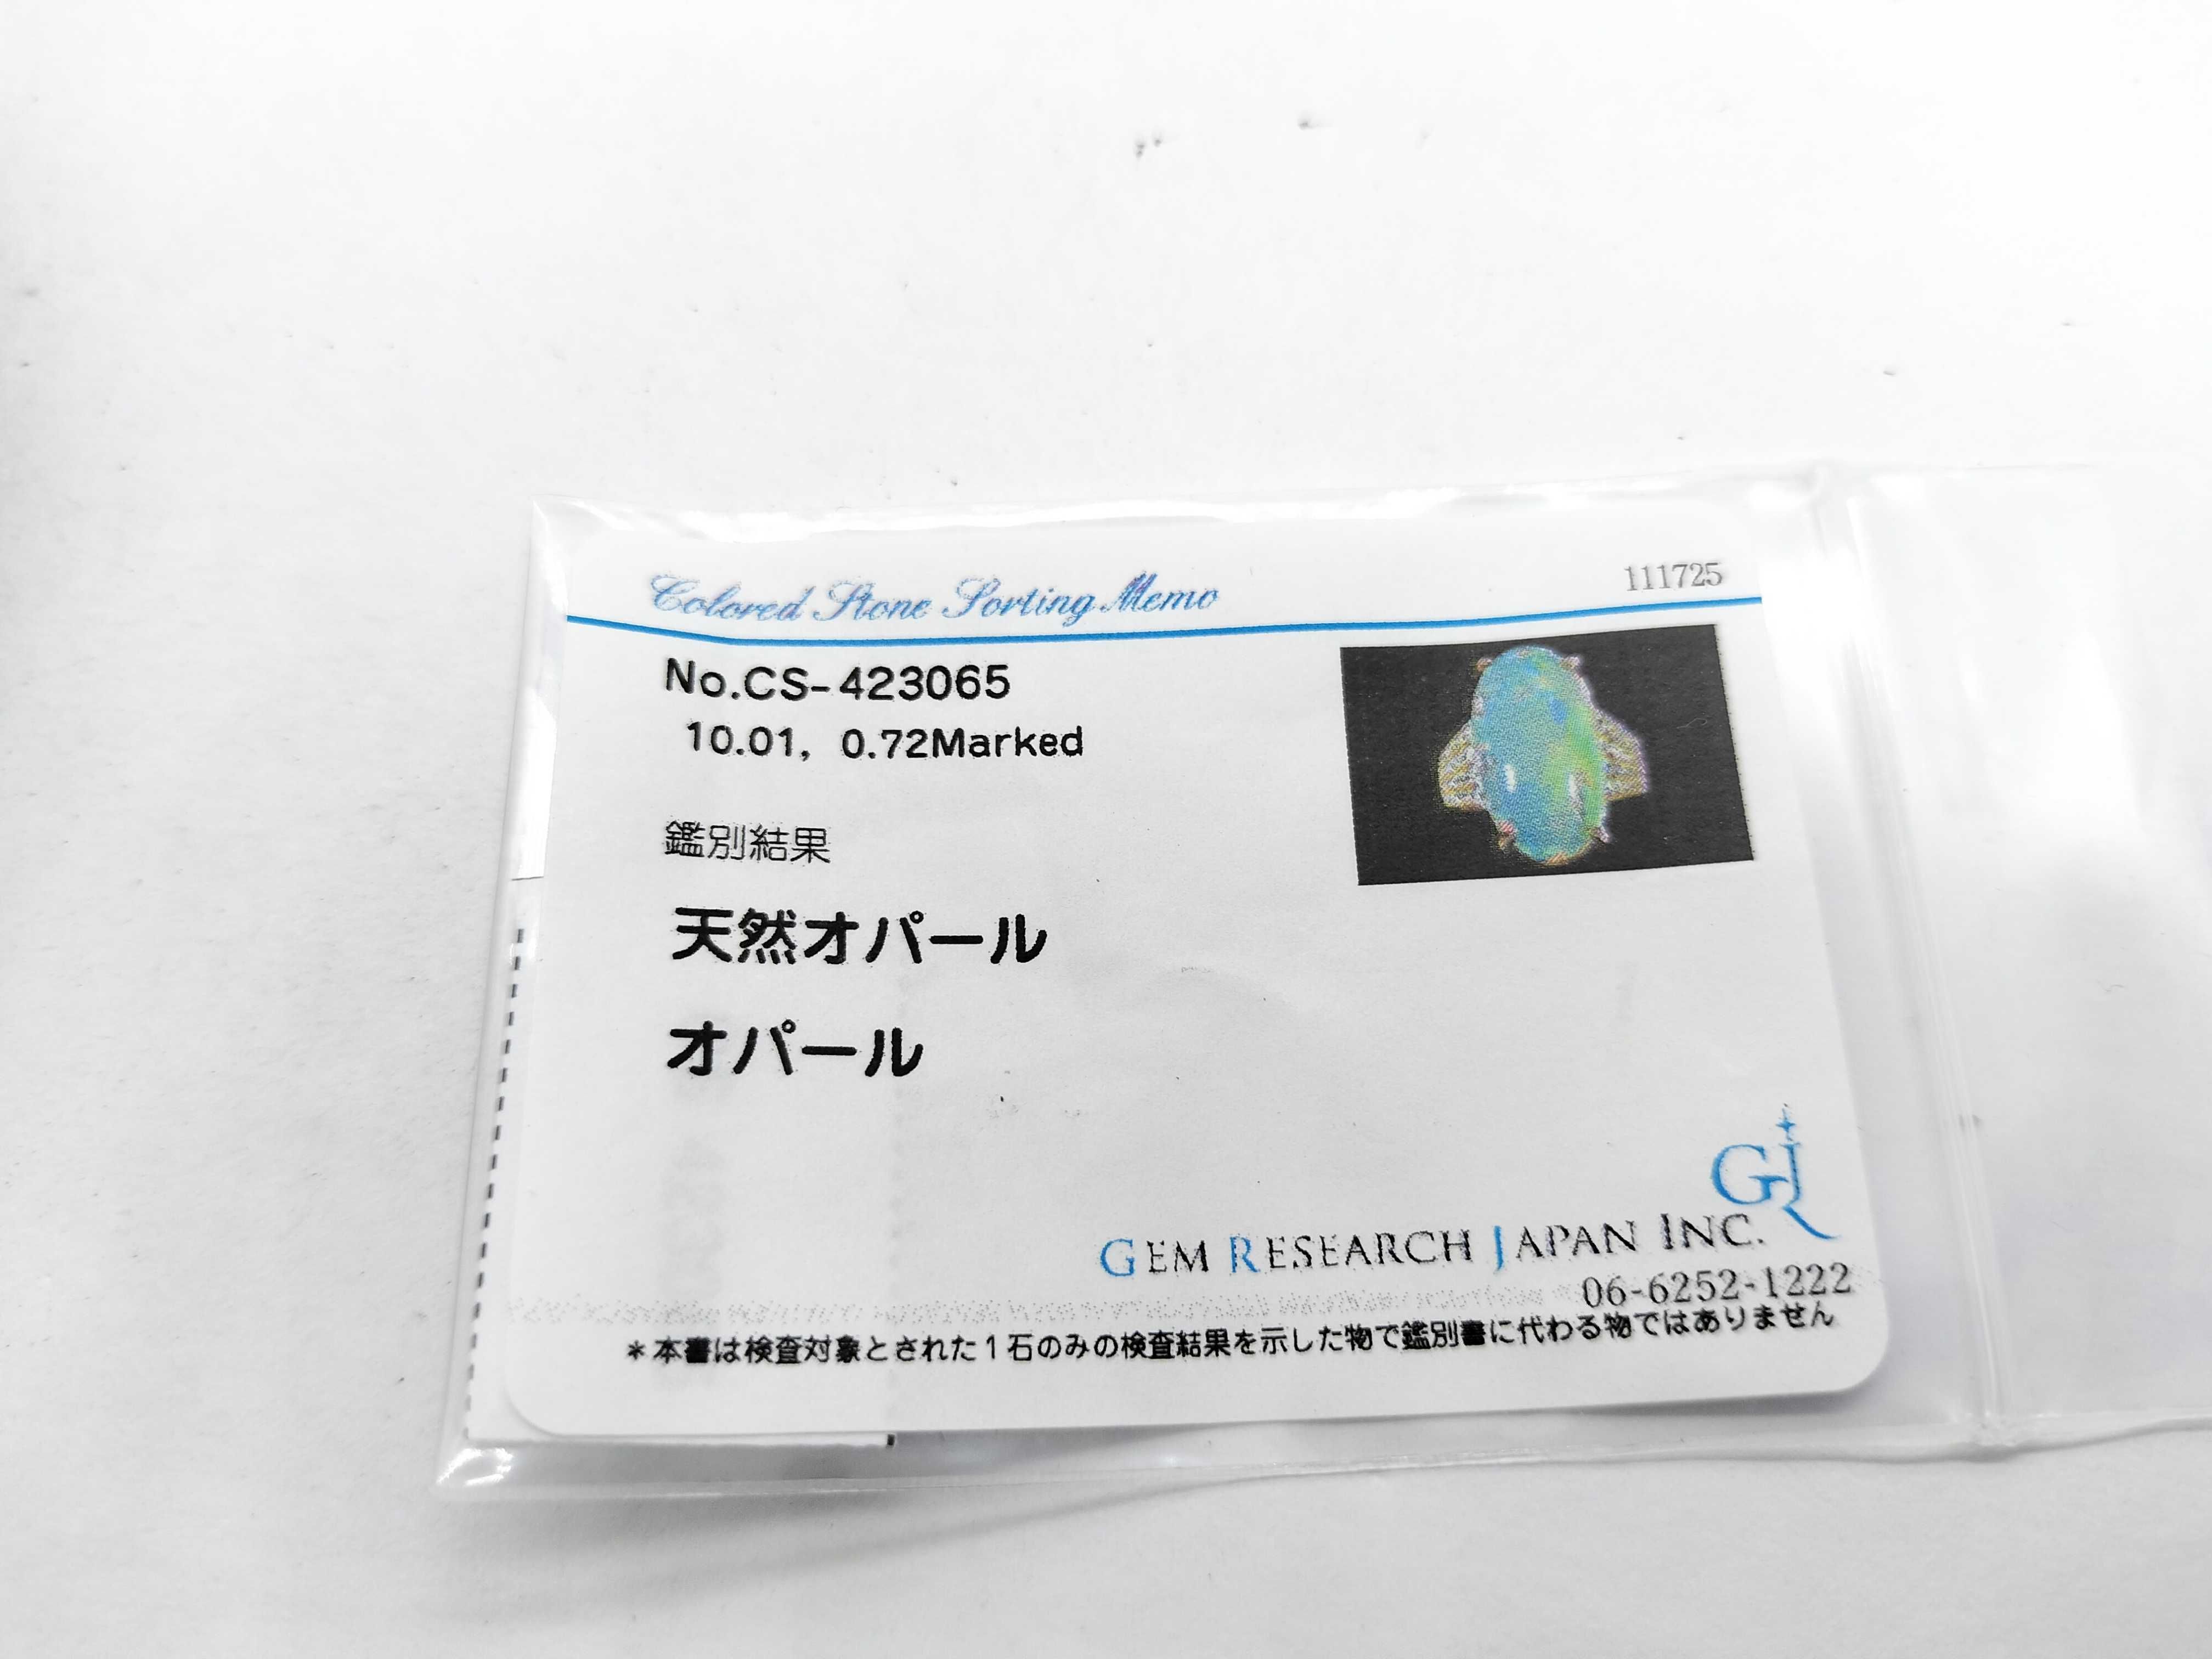 Colored Stone Sorting Memo
111725
No.CS-423065
10.01, 0.72Marked
鑑別結果
天然オパール
オパール
GJ
GEM RESEARCH JAPAN INC.
06-6252-1222
*本書は検査対象とされた1石のみの検査結果を示した物で鑑別書に代わる物ではありません